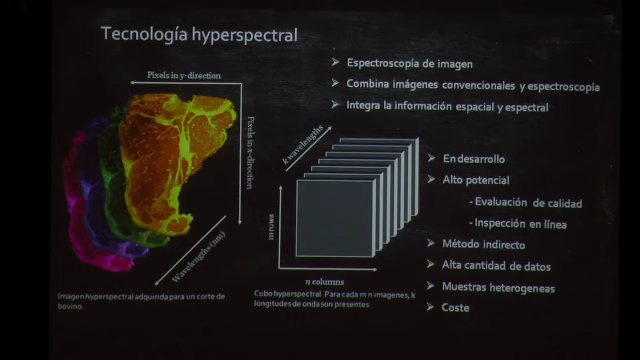 Tecnología hyperspectral
Espectroscopía de imagen
Combina imágenes convencionales y espectroscopía
Integra la información espacial y espectral
Pixels in y-direction
Pixels in x-direction
Wavelengths (nm)
Imagen hyperspectral adquirida para un corte de
bovino
k wavelengths
m rows
n columns
Cubo hyperspectral. Para cada m n imagenes, k
longitudes de onda son presentes.
En desarrollo
Alto potencial
- Evaluación de calidad
- Inspección en línea
Método indirecto
Alta cantidad de datos
Muestras heterogeneas
Coste